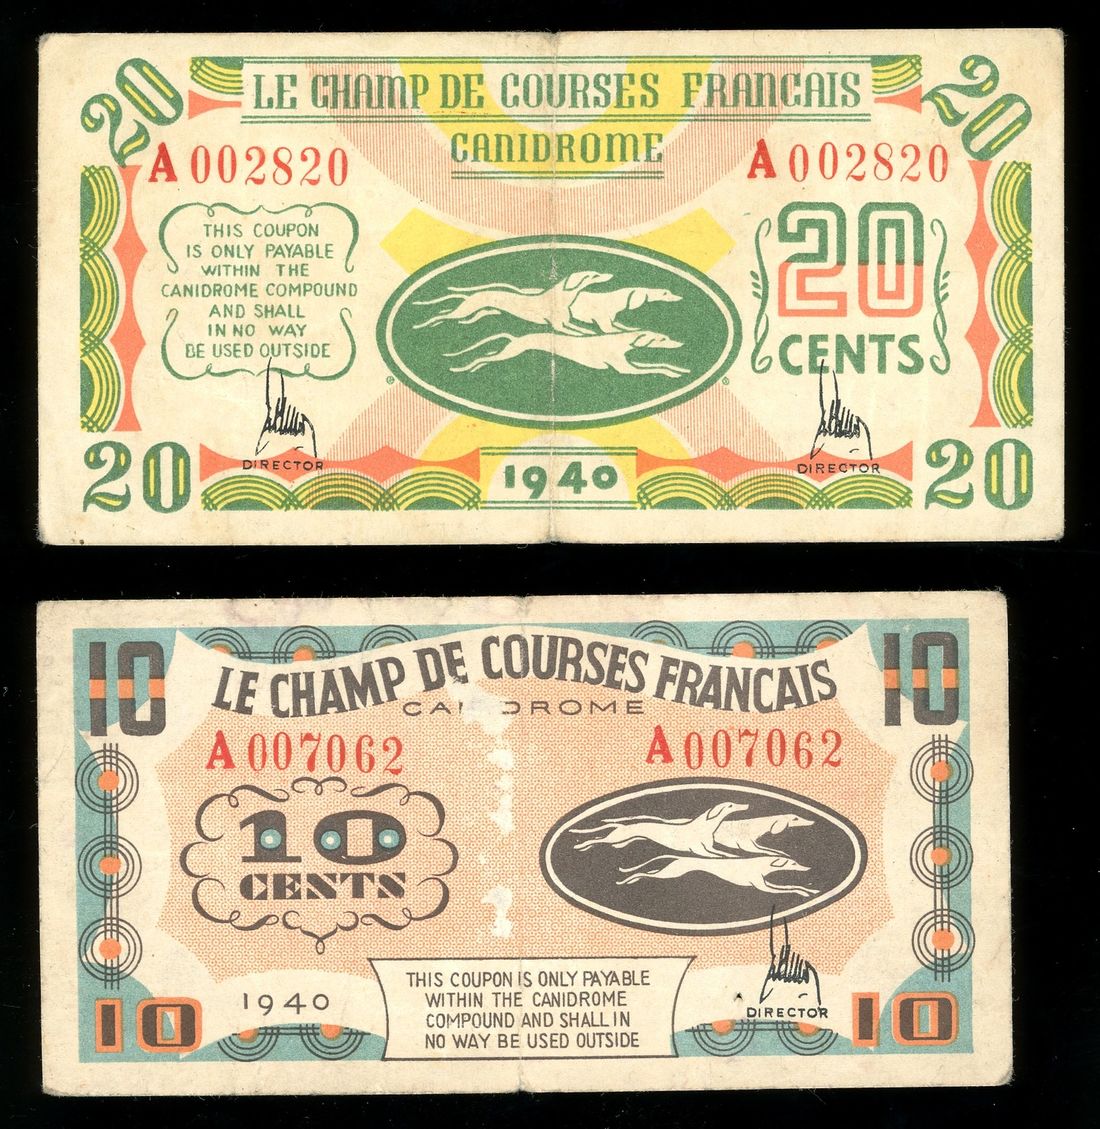 20 20
LE CHAMP DE COURSES FRANCAIS
CANIDROME
A 002820 A 002820
THIS COUPON
IS ONLY PAYABLE
WITHIN THE
CANIDROME COMPOUND
AND SHALL
IN NO WAY
BE USED OUTSIDE
20
CENTS
DIRECTOR DIRECTOR
20 1940 20
10 10
LE CHAMP DE COURSES FRANCAIS
CANIDROME
A 007062 A 007062
10
CENTS
1940
THIS COUPON IS ONLY PAYABLE
WITHIN THE CANIDROME
COMPOUND AND SHALL IN
NO WAY BE USED OUTSIDE
DIRECTOR
10 10